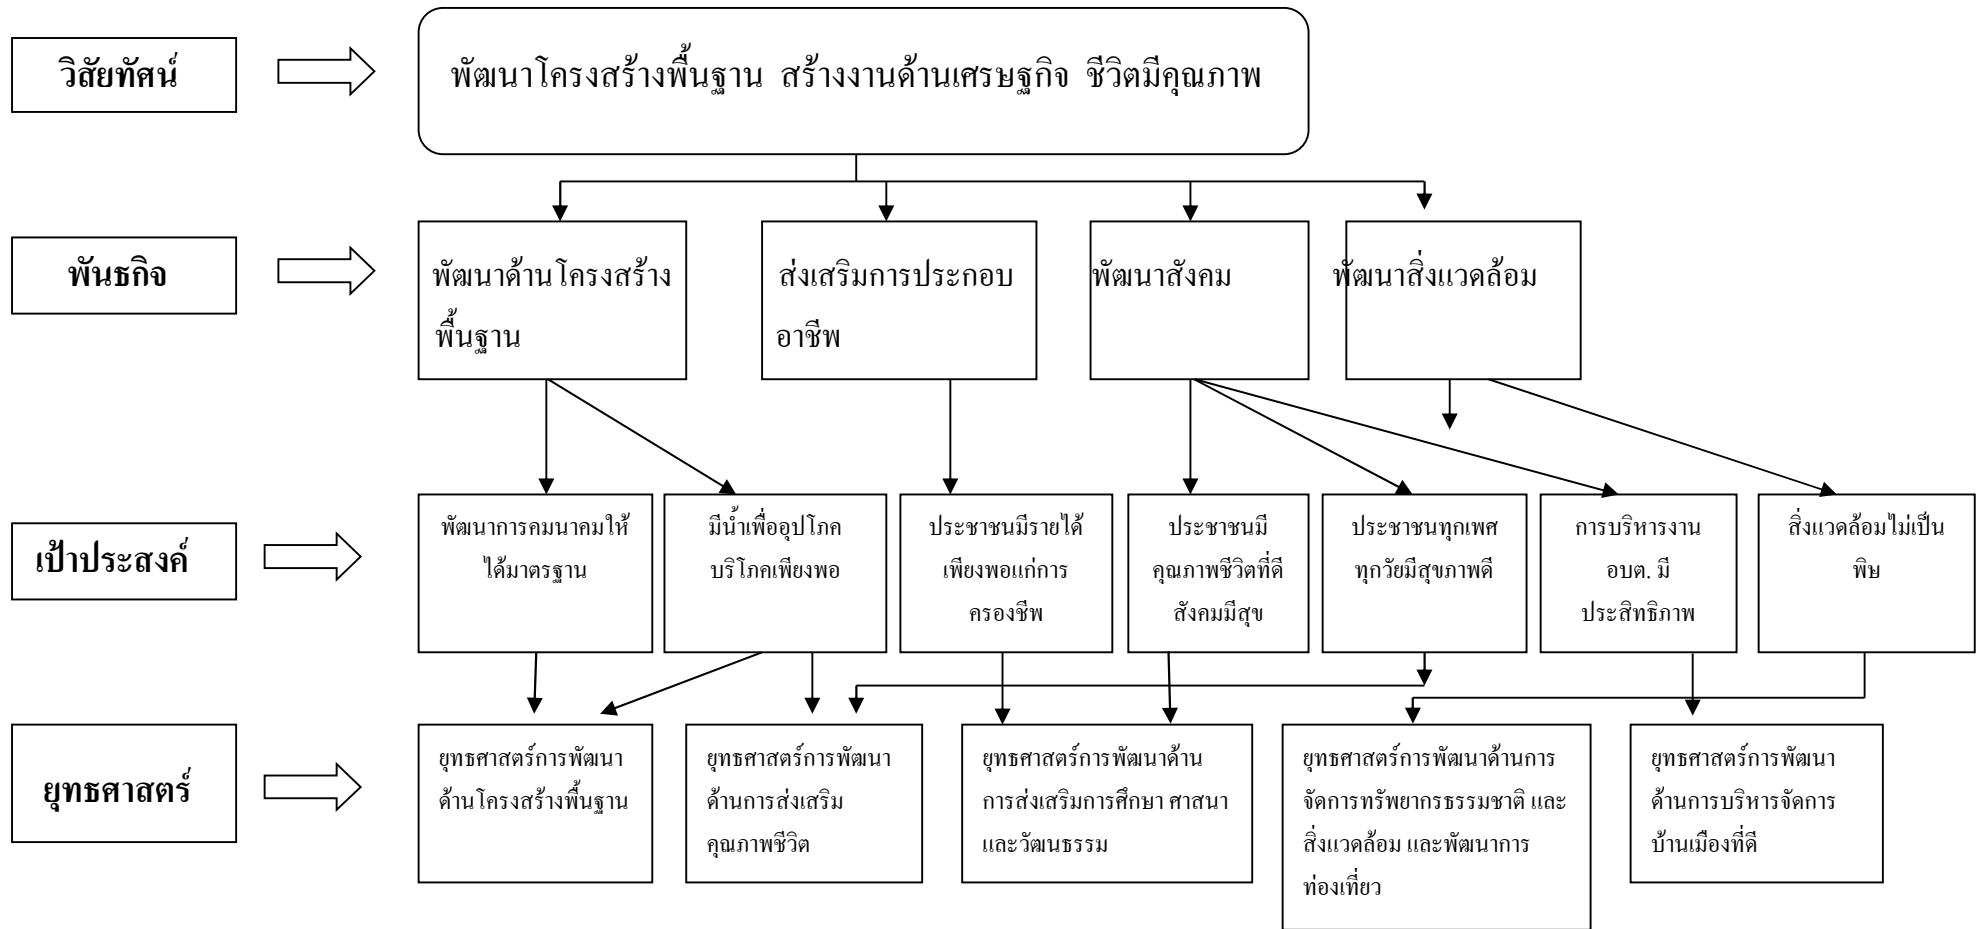 วิสัยทัศน์
พัฒนาโครงสร้างพื้นฐาน สร้างงานด้านเศรษฐกิจ ชีวิตมีคุณภาพ
พันธกิจ
พัฒนาด้านโครงสร้าง
พื้นฐาน
ส่งเสริมการประกอบ
อาชีพ
พัฒนาสังคม
พัฒนาสิ่งแวดล้อม
เป้าประสงค์
พัฒนาการคมนาคมให้
ได้มาตรฐาน
มีน้ำเพื่ออุปโภค
บริโภคเพียงพอ
ประชาชนมีรายได้
เพียงพอแก่การ
ครองชีพ
ประชาชนมี
คุณภาพชีวิตที่ดี
สังคมมีสุข
ประชาชนทุกเพศ
ทุกวัยมีสุขภาพดี
การบริหารงาน
อบต. มี
ประสิทธิภาพ
สิ่งแวดล้อมไม่เป็น
พิษ
ยุทธศาสตร์
ยุทธศาสตร์การพัฒนา
ด้านโครงสร้างพื้นฐาน
ยุทธศาสตร์การพัฒนา
ด้านการส่งเสริม
คุณภาพชีวิต
ยุทธศาสตร์การพัฒนาด้าน
การส่งเสริมการศึกษา ศาสนา
และวัฒนธรรม
ยุทธศาสตร์การพัฒนาด้านการ
จัดการทรัพยากรธรรมชาติ และ
สิ่งแวดล้อม และพัฒนาการ
ท่องเที่ยว
ยุทธศาสตร์การพัฒนา
ด้านการบริหารจัดการ
บ้านเมืองที่ดี